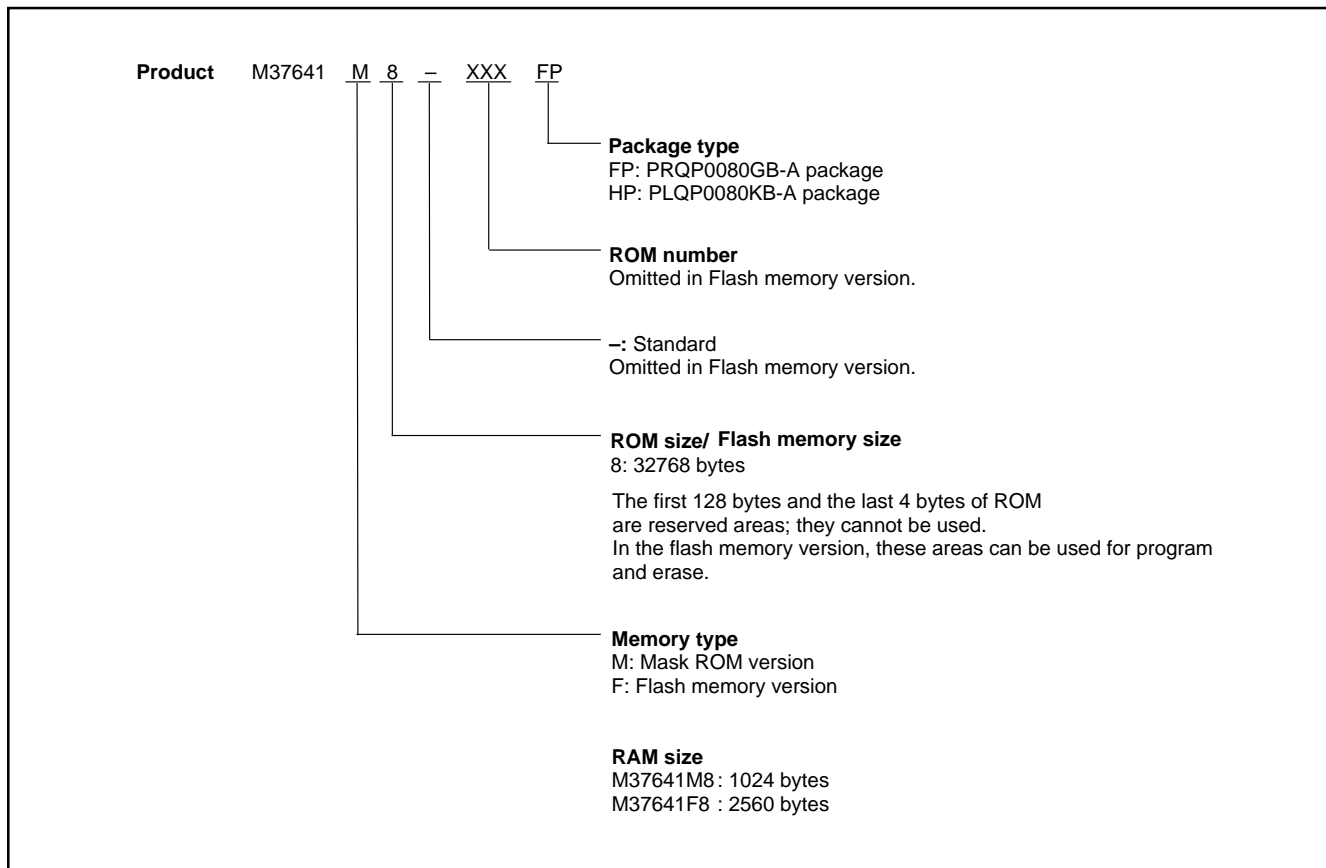 Product M37641 M 8 – XXX FP
Package type
FP: PRQP0080GB-A package
HP: PLQP0080KB-A package
ROM number
Omitted in Flash memory version.
–: Standard
Omitted in Flash memory version.
ROM size/ Flash memory size
8: 32768 bytes
The first 128 bytes and the last 4 bytes of ROM
are reserved areas; they cannot be used.
In the flash memory version, these areas can be used for program
and erase.
Memory type
M: Mask ROM version
F: Flash memory version
RAM size
M37641M8 : 1024 bytes
M37641F8 : 2560 bytes